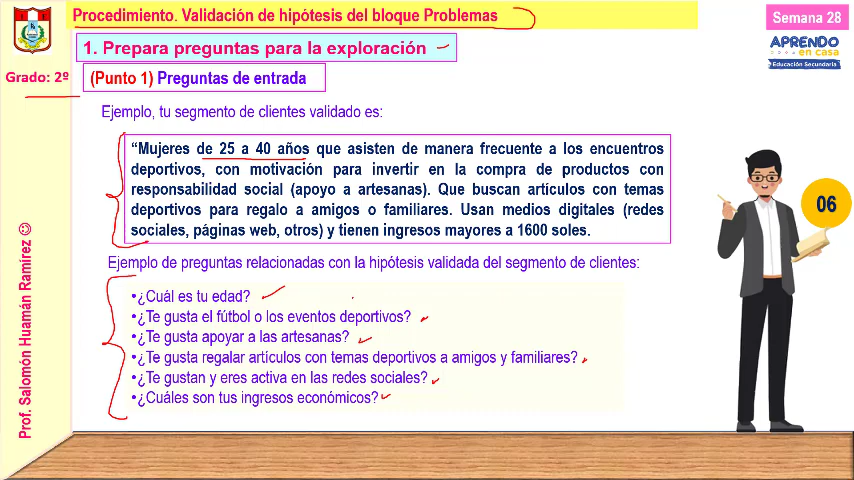 Procedimiento. Validación de hipótesis del bloque Problemas
Semana 28
1. Prepara preguntas para la exploración
APRENDO
en casa
Educación Secundaria
Grado: 2º
(Punto 1) Preguntas de entrada
Ejemplo, tu segmento de clientes validado es:
“Mujeres de 25 a 40 años que asisten de manera frecuente a los encuentros
deportivos, con motivación para invertir en la compra de productos con
responsabilidad social (apoyo a artesanas). Que buscan artículos con temas
deportivos para regalo a amigos o familiares. Usan medios digitales (redes
sociales, páginas web, otros) y tienen ingresos mayores a 1600 soles.
06
Ejemplo de preguntas relacionadas con la hipótesis validada del segmento de clientes:
•¿Cuál es tu edad?
•¿Te gusta el fútbol o los eventos deportivos?
•¿Te gusta apoyar a las artesanas?
•¿Te gusta regalar artículos con temas deportivos a amigos y familiares?
•¿Te gustan y eres activa en las redes sociales?
•¿Cuáles son tus ingresos económicos?
Prof. Salomón Huamán Ramírez ☺